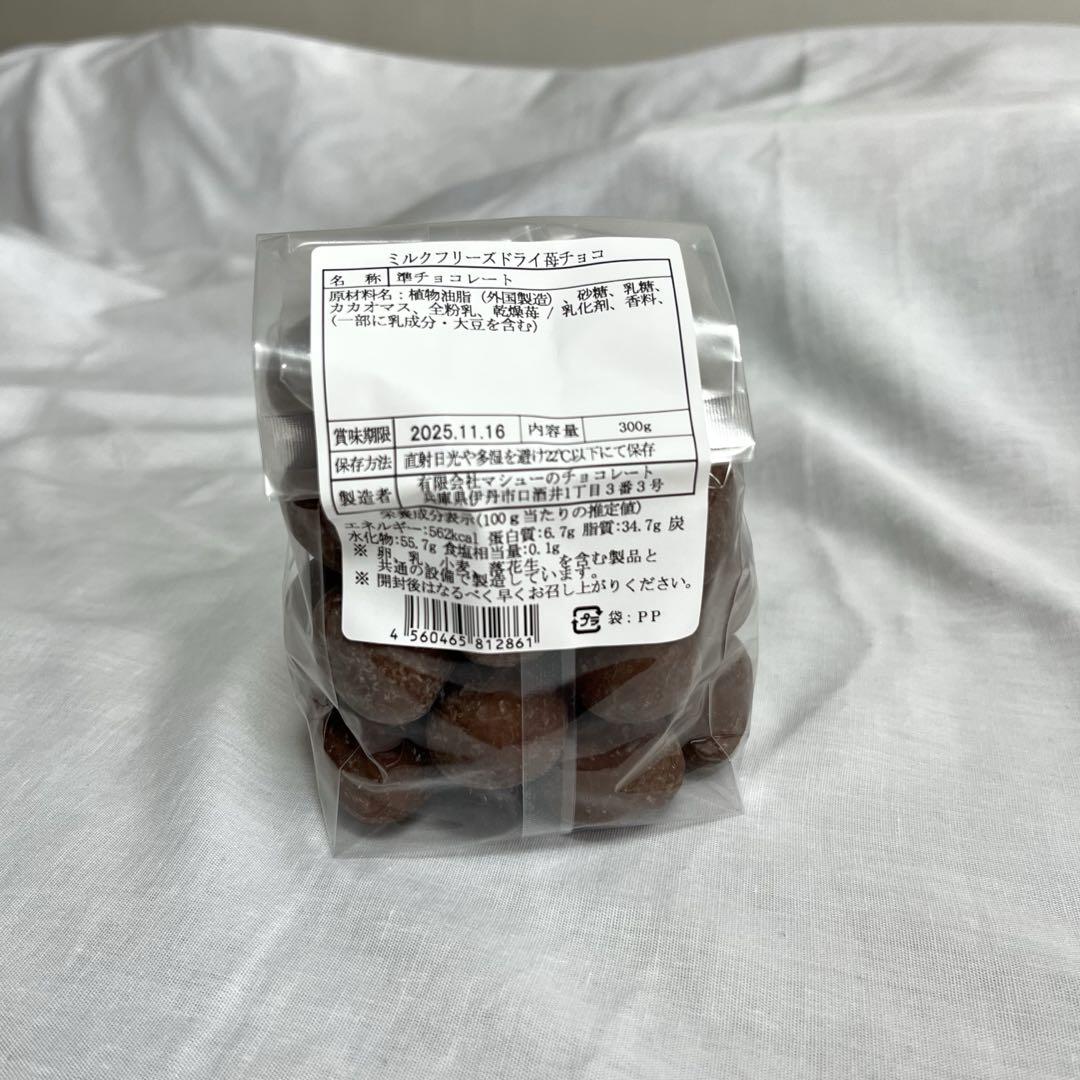 ミルクフリーズドライ苺チョコ
名 称 準チョコレート
原材料名：植物油脂（外国製造）、砂糖、乳糖、
カカオマス、全粉乳、乾燥苺 / 乳化剤、香料、
(一部に乳成分・大豆を含む)
賞味期限 2025.11.16 内容量 300g
保存方法 直射日光や多湿を避け22℃以下にて保存
製造者 有限会社マシューのチョコレート
兵庫県伊丹市口酒井1丁目3番3号
栄養成分表示(100g当たりの推定値)
エネルギー:562kcal 蛋白質:6.7g 脂質:34.7g 炭
水化物:55.7g 食塩相当量:0.1g
※ 卵、乳、小麦、落花生、を含む製品と
共通の設備で製造しています。
※ 開封後はなるべく早くお召し上がりください。
4 560465 812861
プラ 袋：PP